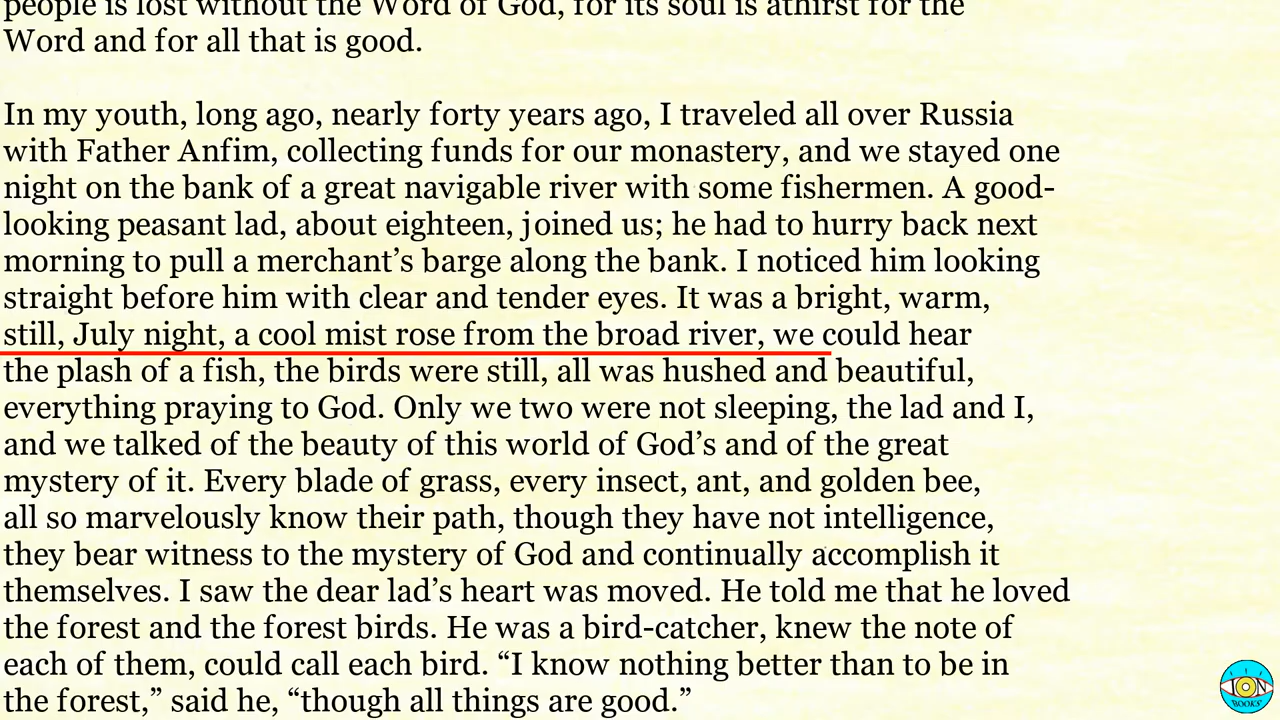 people is lost without the Word of God, for its soul is athirst for the
Word and for all that is good.
In my youth, long ago, nearly forty years ago, I traveled all over Russia
with Father Anfim, collecting funds for our monastery, and we stayed one
night on the bank of a great navigable river with some fishermen. A good-
looking peasant lad, about eighteen, joined us; he had to hurry back next
morning to pull a merchant’s barge along the bank. I noticed him looking
straight before him with clear and tender eyes. It was a bright, warm,
still, July night, a cool mist rose from the broad river, we could hear
the plash of a fish, the birds were still, all was hushed and beautiful,
everything praying to God. Only we two were not sleeping, the lad and I,
and we talked of the beauty of this world of God’s and of the great
mystery of it. Every blade of grass, every insect, ant, and golden bee,
all so marvelously know their path, though they have not intelligence,
they bear witness to the mystery of God and continually accomplish it
themselves. I saw the dear lad’s heart was moved. He told me that he loved
the forest and the forest birds. He was a bird-catcher, knew the note of
each of them, could call each bird. “I know nothing better than to be in
the forest,” said he, “though all things are good.”
ION
BOOKS